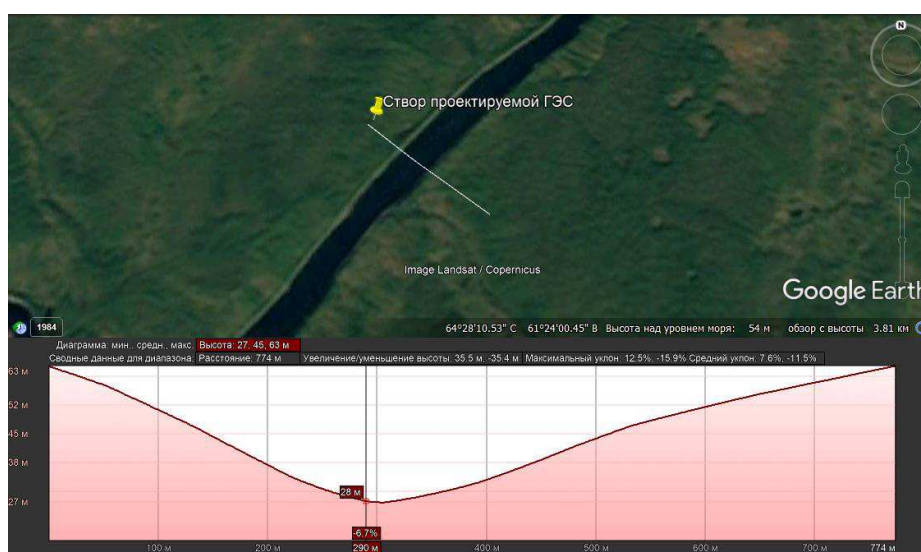 N
Створ проектируемой ГЭС
Image Landsat / Copernicus
Google Earth
1984
64°28'10.53" С 61°24'00.45" В Высота над уровнем моря: 54 м обзор с высоты 3.81 км
Диаграмма: мин., средн., макс. Высота: 27, 45, 63 м
Сводные данные для диапазона: Расстояние: 774 м Увеличение/уменьшение высоты: 35.5 м, -35.4 м Максимальный уклон: 12.5%, -15.9% Средний уклон: 7.6%, -11.5%
63 м
52 м
45 м
38 м
28 м
27 м
-6.7%
100 м 200 м 290 м 400 м 500 м 600 м 700 м 774 м